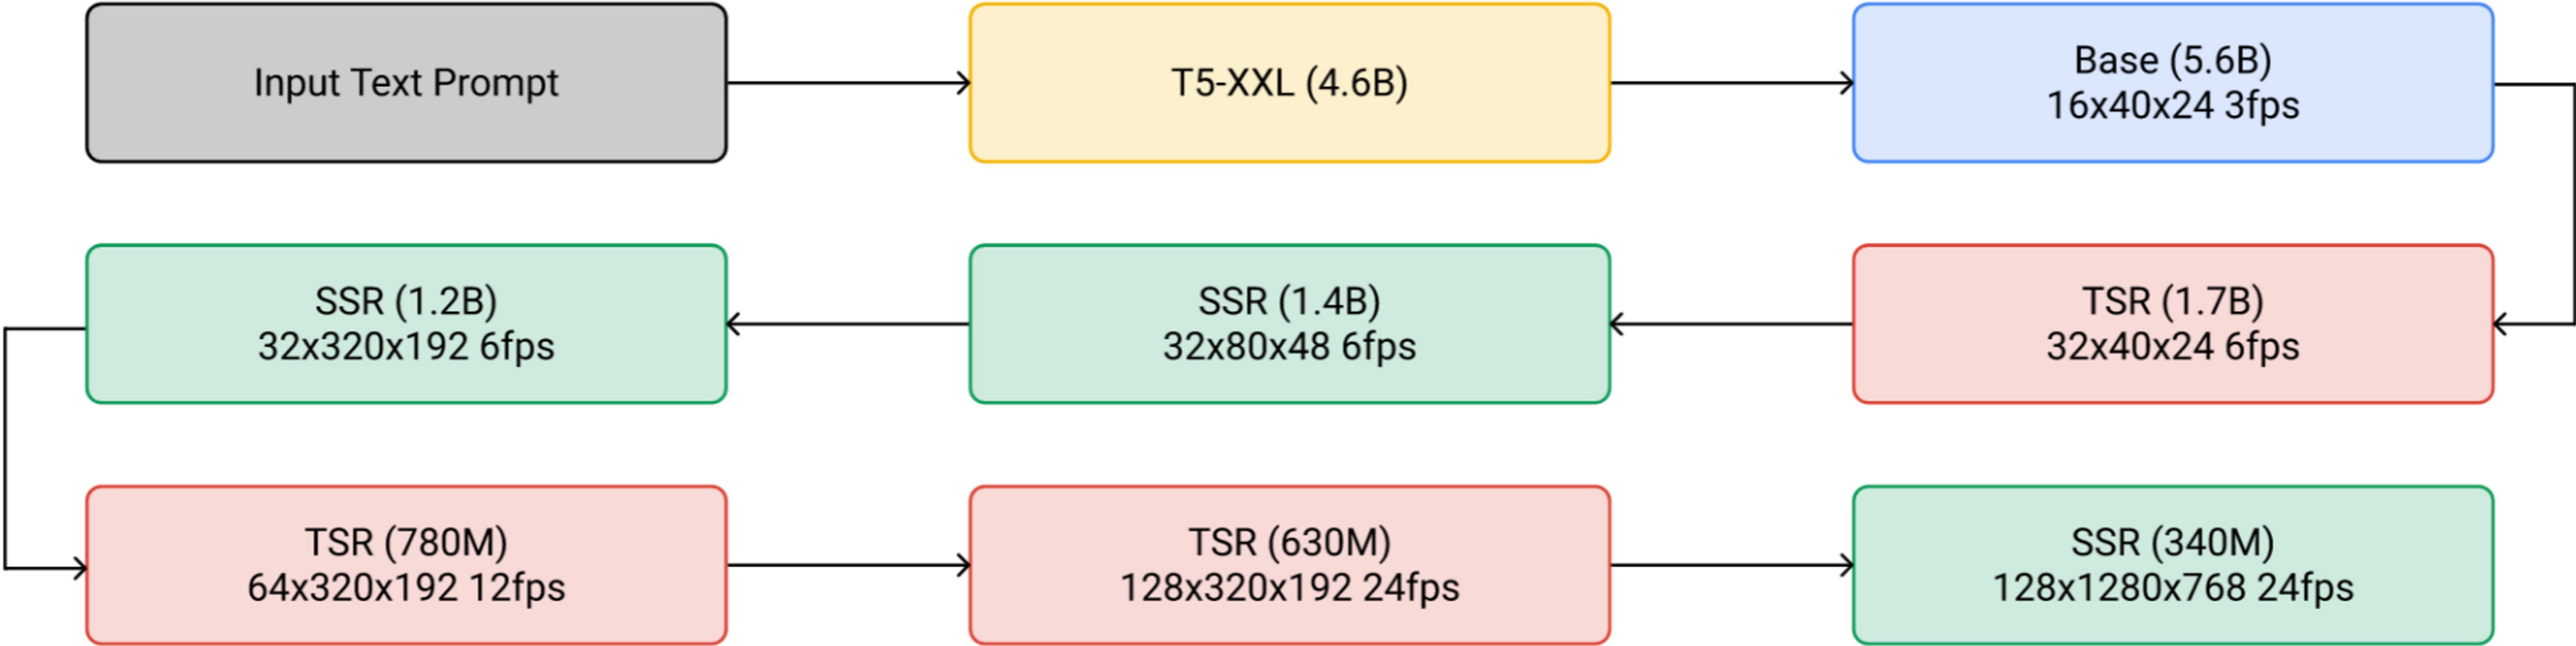 Input Text Prompt
T5-XXL (4.6B)
Base (5.6B)
16x40x24 3fps
TSR (1.7B)
32x40x24 6fps
SSR (1.4B)
32x80x48 6fps
SSR (1.2B)
32x320x192 6fps
TSR (780M)
64x320x192 12fps
TSR (630M)
128x320x192 24fps
SSR (340M)
128x1280x768 24fps